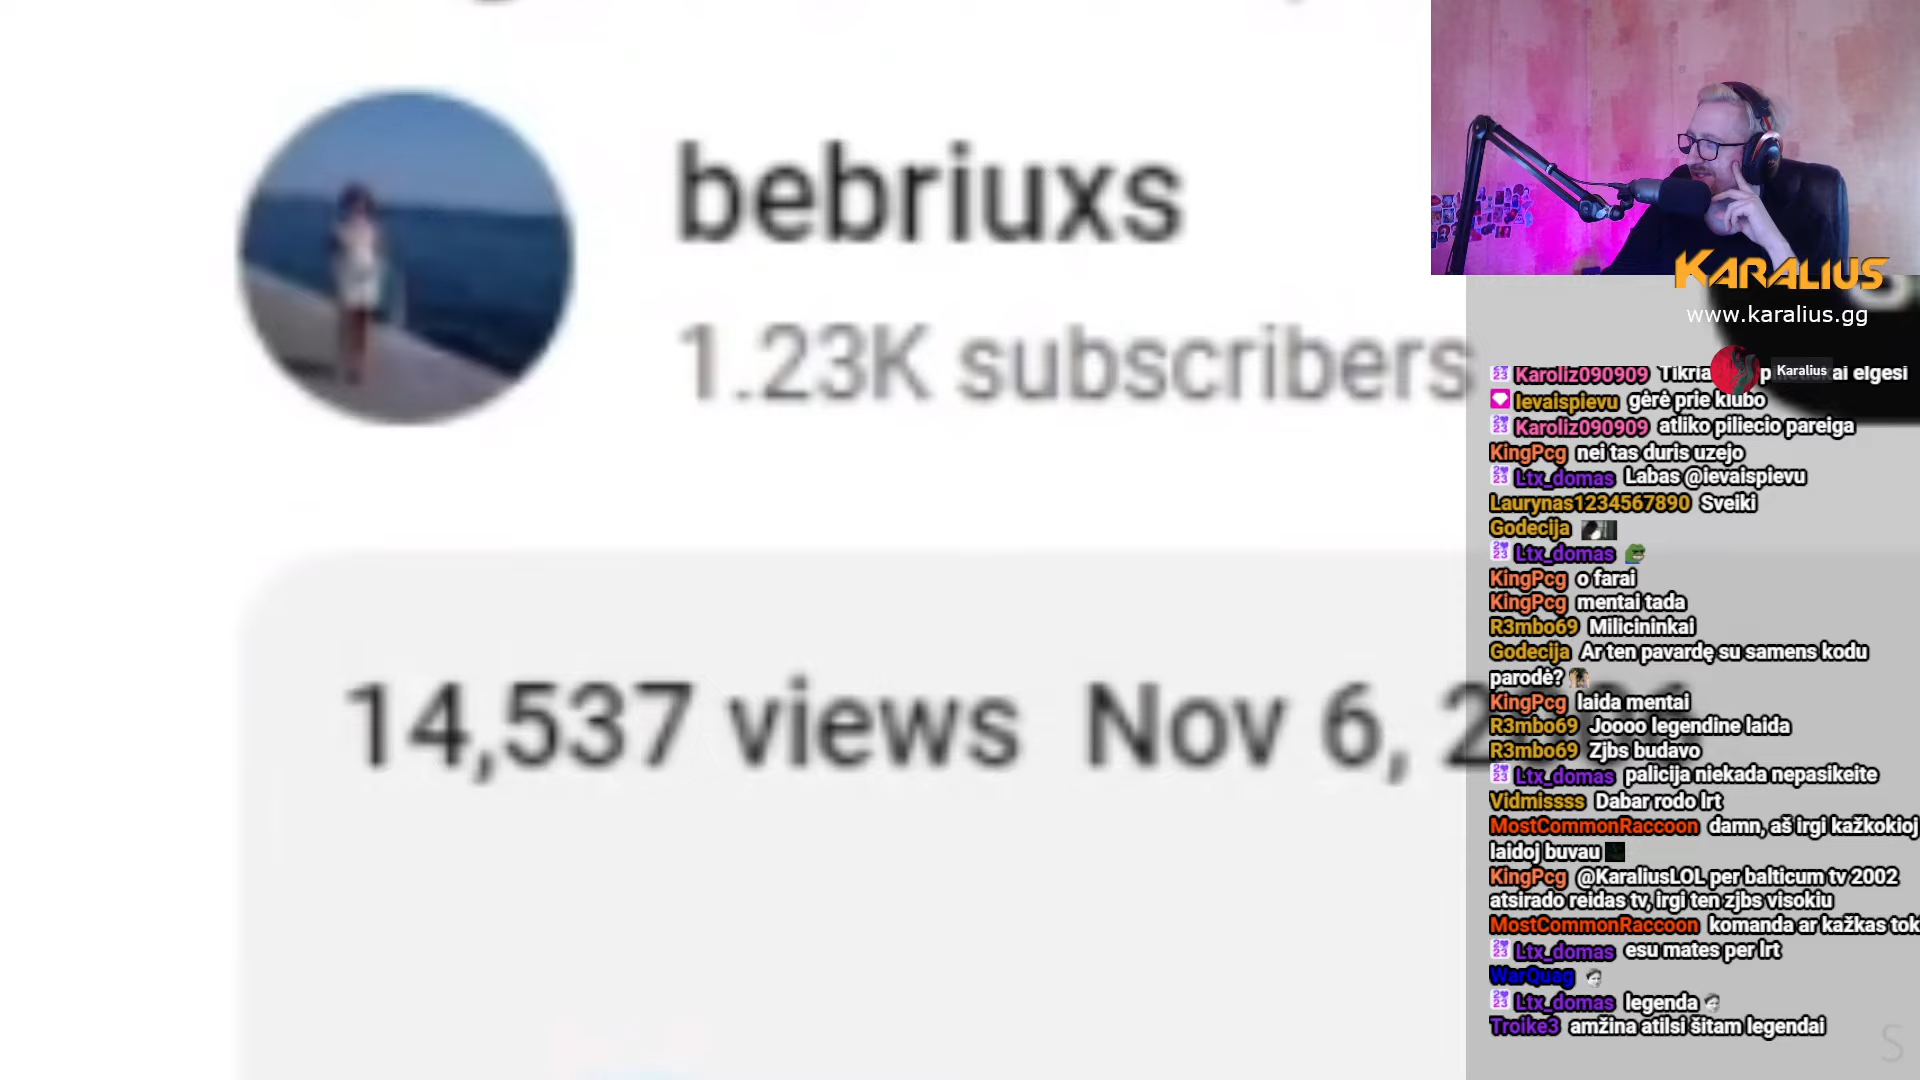 bebriuxs
1.23K subscribers
14,537 views Nov 6,
KARALIUS
www.karalius.gg
Karalius
Karoliz090909 ai elgesi
Ievaispievu gėrė prie klubo
Karoliz090909 atliko piliecio pareiga
KingPcg nei tas duris uzejo
Ltx_domas Labas @ievaispievu
Laurynas1234567890 Sveiki
Godecija
Ltx_domas
KingPcg o farai
KingPcg mentai tada
R3mbo69 Milicininkai
Godecija Ar ten pavardę su samens kodu
parodė?
KingPcg laida mentai
R3mbo69 Joooo legendine laida
R3mbo69 Zjbs budavo
Ltx_domas palicija niekada nepasikeite
Vidmissss Dabar rodo lrt
MostCommonRaccoon damn, aš irgi kažkokioj
laidoj buvau
KingPcg @KaraliusLOL per balticum tv 2002
atsirado reidas tv, irgi ten zjbs visokiu
MostCommonRaccoon komanda ar kažkas tok
Ltx_domas esu mates per lrt
WarQuag
Ltx_domas legenda
Troike3 amžina atilsi šitam legendai
S